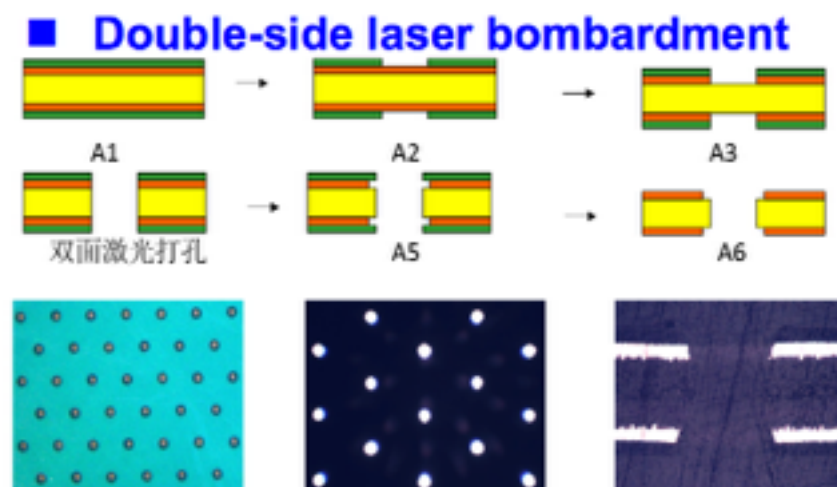 ■ Double-side laser bombardment
A1
A2
A3
双面激光打孔
A5
A6